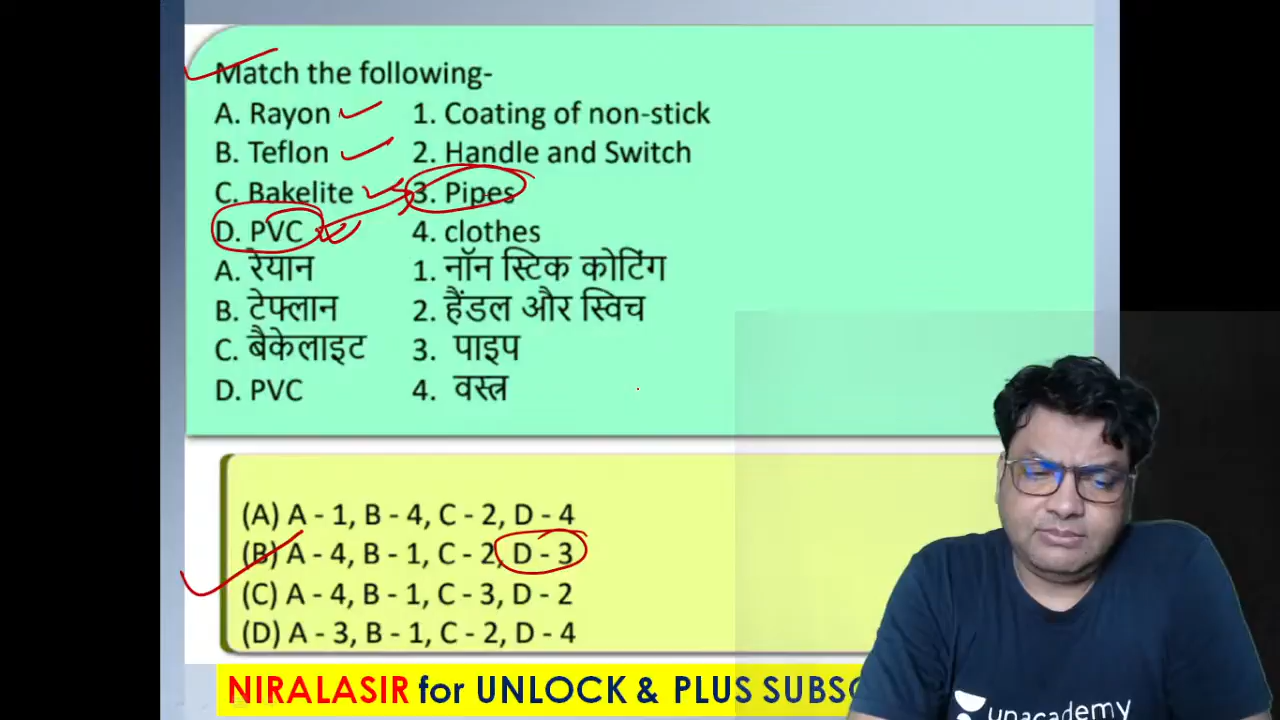 Match the following-
A. Rayon 1. Coating of non-stick
B. Teflon 2. Handle and Switch
C. Bakelite 3. Pipes
D. PVC 4. clothes
A. रेयान 1. नॉन स्टिक कोटिंग
B. टेफ्लान 2. हैंडल और स्विच
C. बैकेलाइट 3. पाइप
D. PVC 4. वस्त्र
(A) A - 1, B - 4, C - 2, D - 4
(B) A - 4, B - 1, C - 2, D - 3
(C) A - 4, B - 1, C - 3, D - 2
(D) A - 3, B - 1, C - 2, D - 4
NIRALASIR for UNLOCK & PLUS SUBSC
unacademy